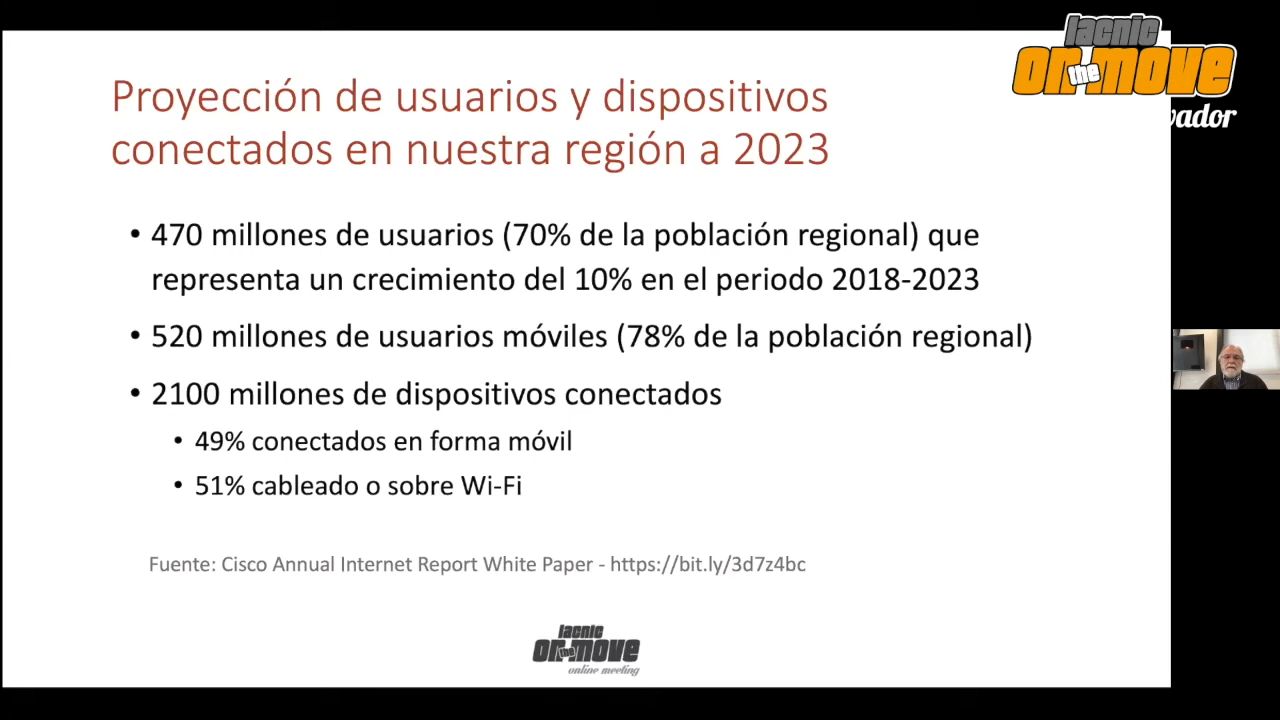 lacnic
on the move
vador
Proyección de usuarios y dispositivos
conectados en nuestra región a 2023
• 470 millones de usuarios (70% de la población regional) que
representa un crecimiento del 10% en el periodo 2018-2023
• 520 millones de usuarios móviles (78% de la población regional)
• 2100 millones de dispositivos conectados
• 49% conectados en forma móvil
• 51% cableado o sobre Wi-Fi
Fuente: Cisco Annual Internet Report White Paper - https://bit.ly/3d7z4bc
lacnic
on the move
online meeting